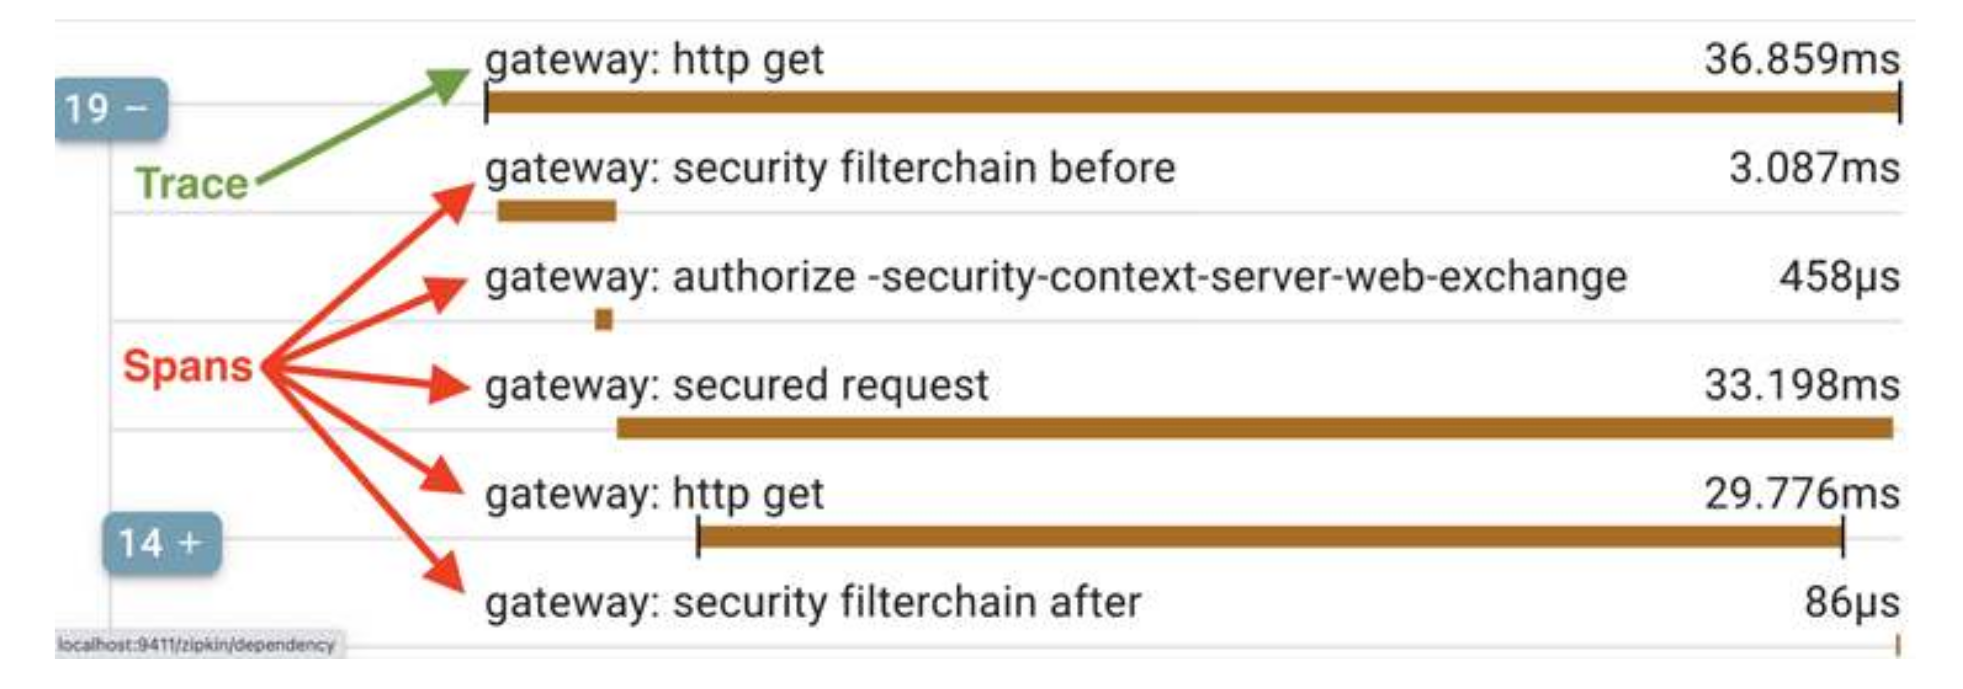 gateway: http get 36.859ms
19 −
Trace
gateway: security filterchain before 3.087ms
gateway: authorize -security-context-server-web-exchange 458µs
Spans
gateway: secured request 33.198ms
gateway: http get 29.776ms
14 +
gateway: security filterchain after 86µs
localhost:9411/zipkin/dependency